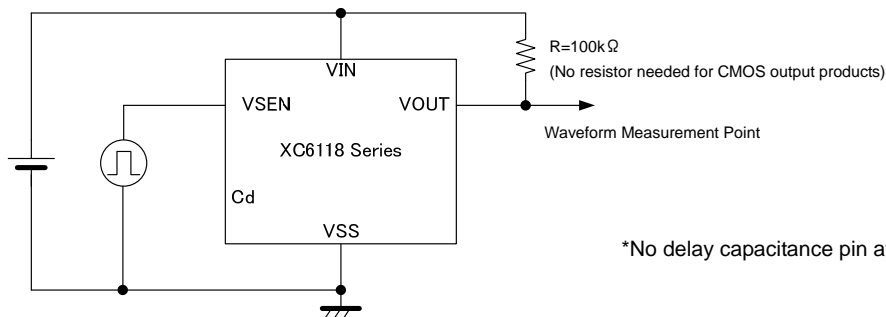 R=100kΩ
(No resistor needed for CMOS output products)
VIN
VSEN
VOUT
Waveform Measurement Point
XC6118 Series
Cd
VSS
*No delay capacitance pin a